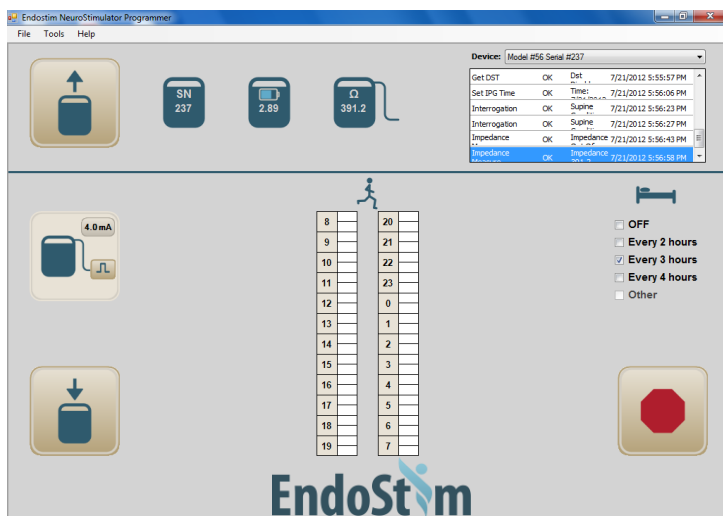 Endostim NeuroStimulator Programmer
File Tools Help
Device: Model #56 Serial #237
SN
237
2.89
Ω
391.2
Get DST OK Dst 7/21/2012 5:55:57 PM
Set IPG Time OK Time: 7/21/2012 5:56:06 PM
Interrogation OK Supine 7/21/2012 5:56:23 PM
Interrogation OK Supine 7/21/2012 5:56:27 PM
Impedance OK Impedance 7/21/2012 5:56:43 PM
Impedance OK Impedance 7/21/2012 5:56:58 PM
4.0 mA
8 20
9 21
10 22
11 23
12 0
13 1
14 2
15 3
16 4
17 5
18 6
19 7
OFF
Every 2 hours
Every 3 hours
Every 4 hours
Other
EndoStim